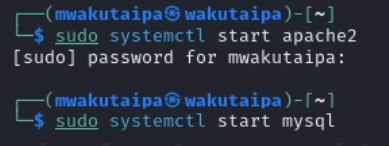 ┌──(mwakutaipa㉿wakutaipa)-[~]
└─$ sudo systemctl start apache2
[sudo] password for mwakutaipa:
┌──(mwakutaipa㉿wakutaipa)-[~]
└─$ sudo systemctl start mysql